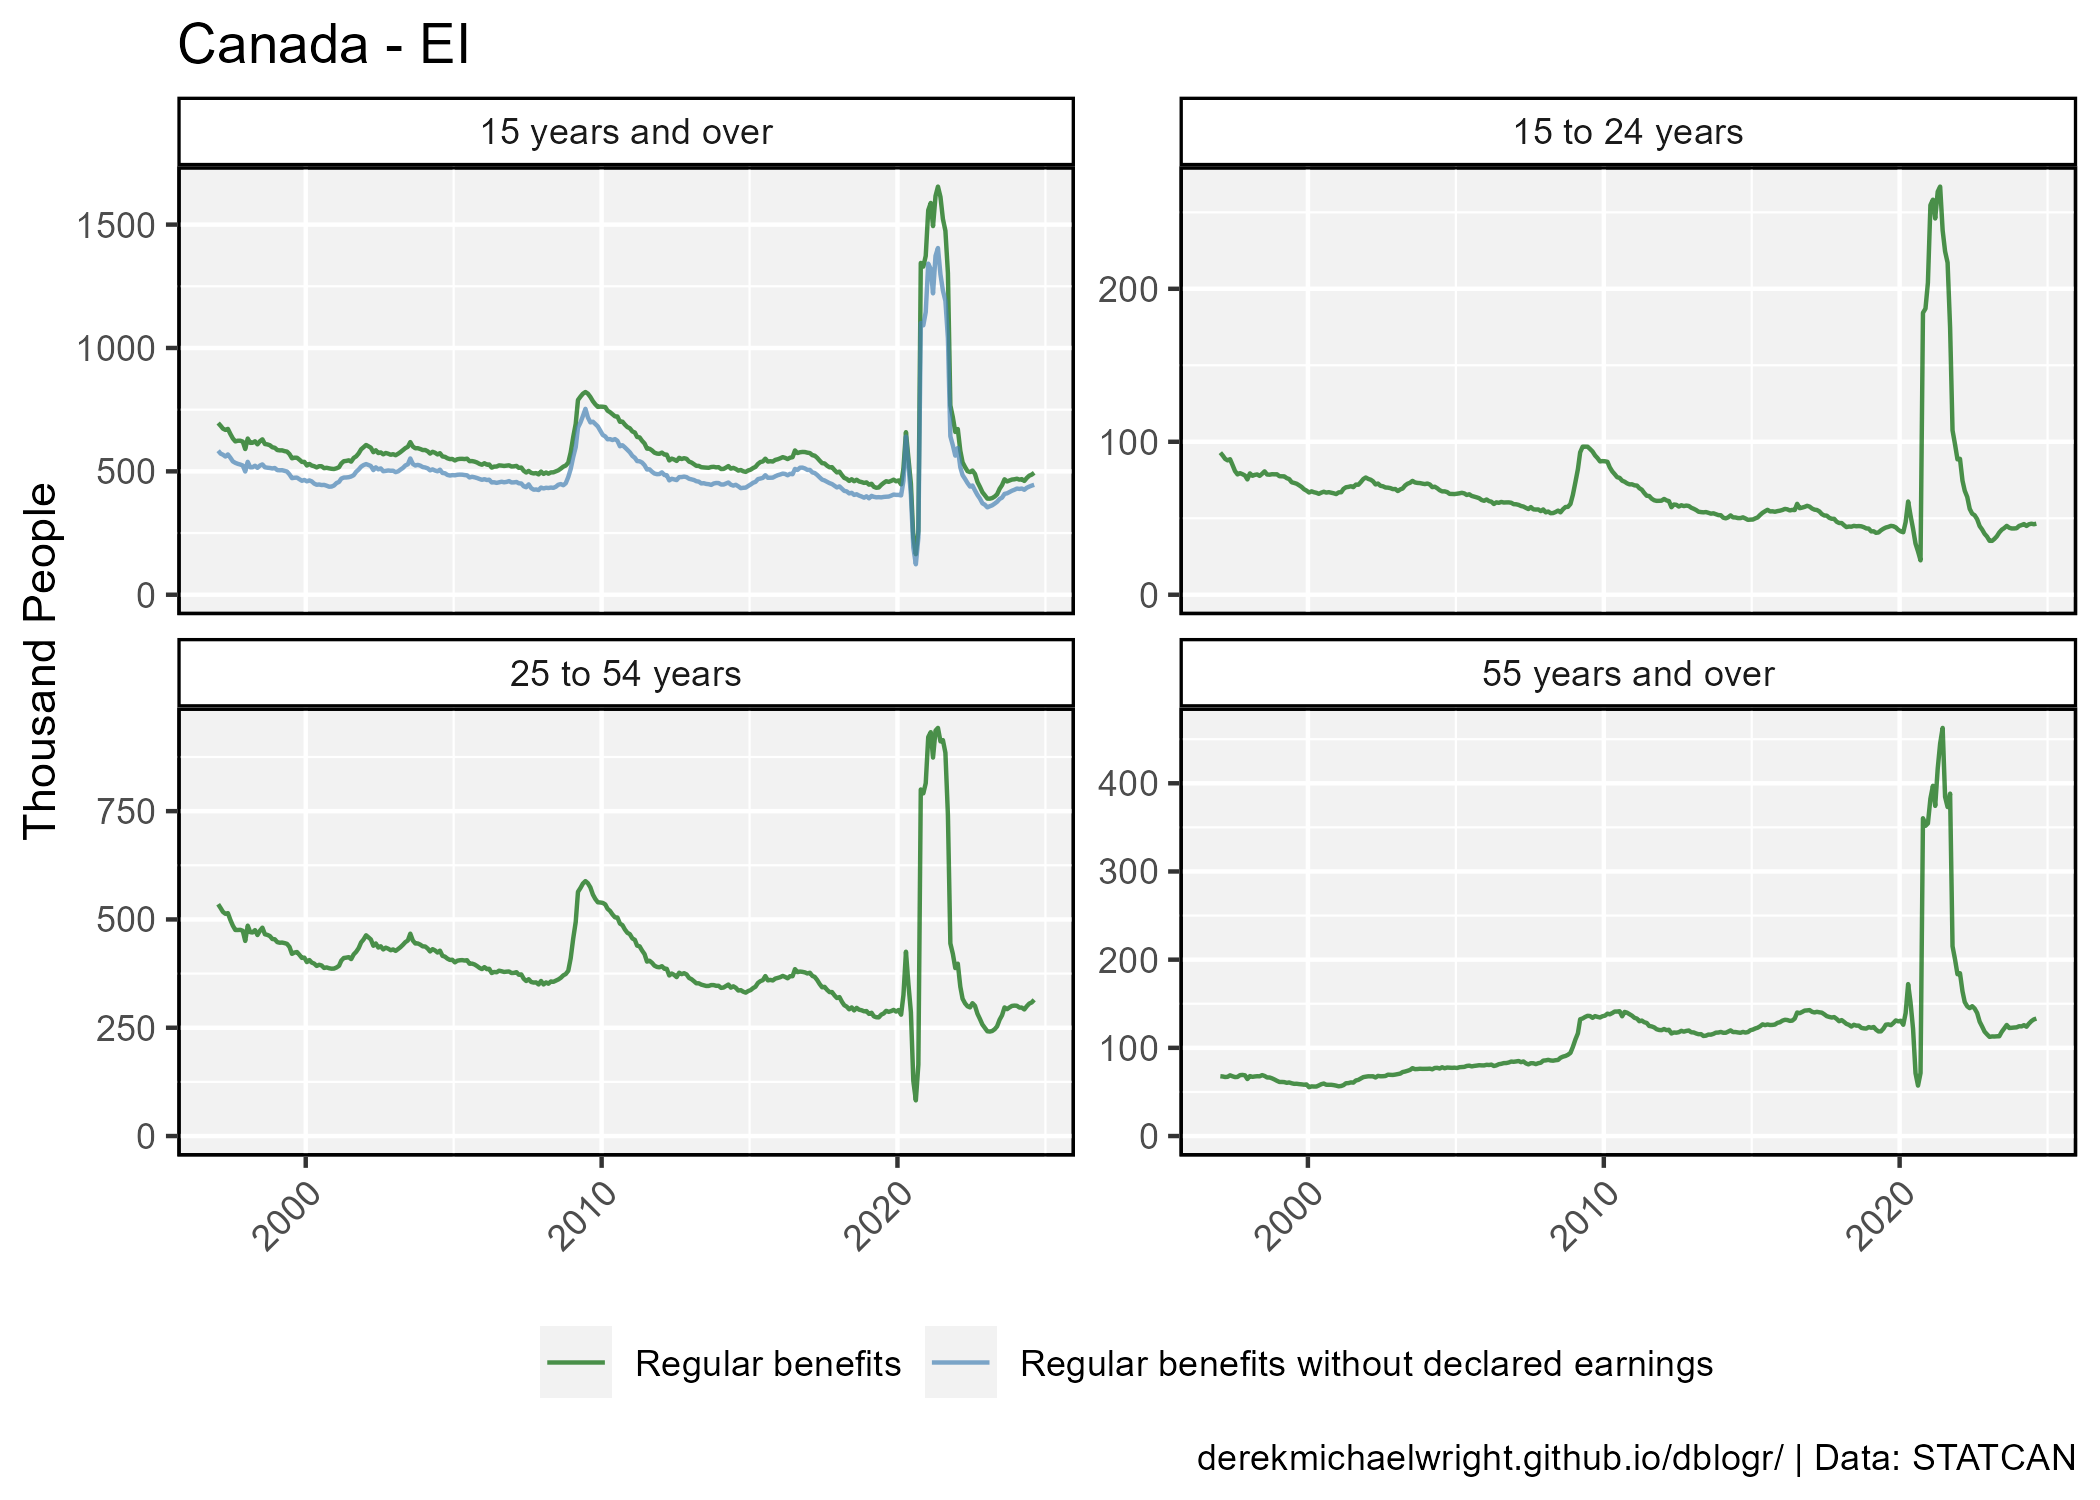 Canada - EI
15 years and over
15 to 24 years
1500
1000
500
0
200
100
0
Thousand People
25 to 54 years
55 years and over
750
500
250
0
400
300
200
100
0
2000
2010
2020
2000
2010
2020
Regular benefits
Regular benefits without declared earnings
derekmichaelwright.github.io/dblogr/ | Data: STATCAN